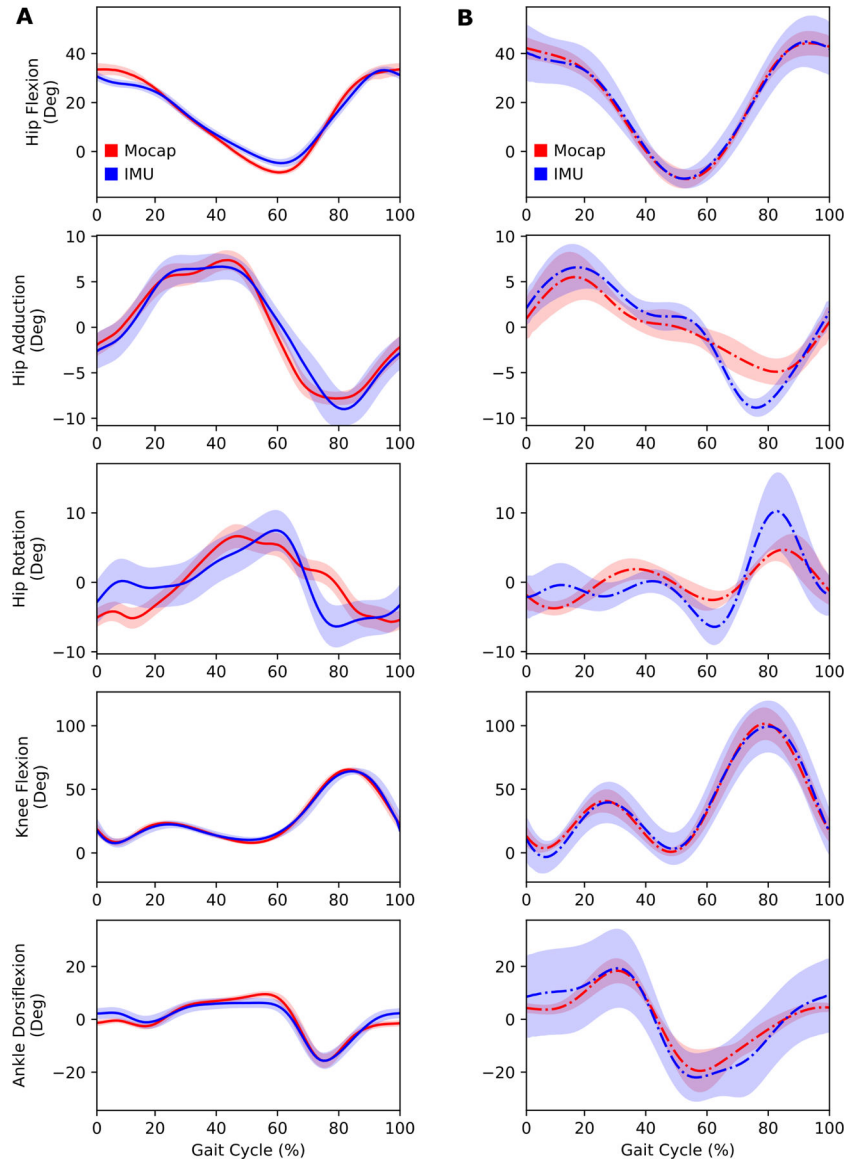 A
B
Hip Flexion
(Deg)
40
20
0
Mocap
IMU
0 20 40 60 80 100
40
20
0
Mocap
IMU
0 20 40 60 80 100
Hip Adduction
(Deg)
10
5
0
−5
−10
0 20 40 60 80 100
10
5
0
−5
−10
0 20 40 60 80 100
Hip Rotation
(Deg)
10
0
−10
0 20 40 60 80 100
10
0
−10
0 20 40 60 80 100
Knee Flexion
(Deg)
100
50
0
0 20 40 60 80 100
100
50
0
0 20 40 60 80 100
Ankle Dorsiflexion
(Deg)
20
0
−20
0 20 40 60 80 100
Gait Cycle (%)
20
0
−20
0 20 40 60 80 100
Gait Cycle (%)